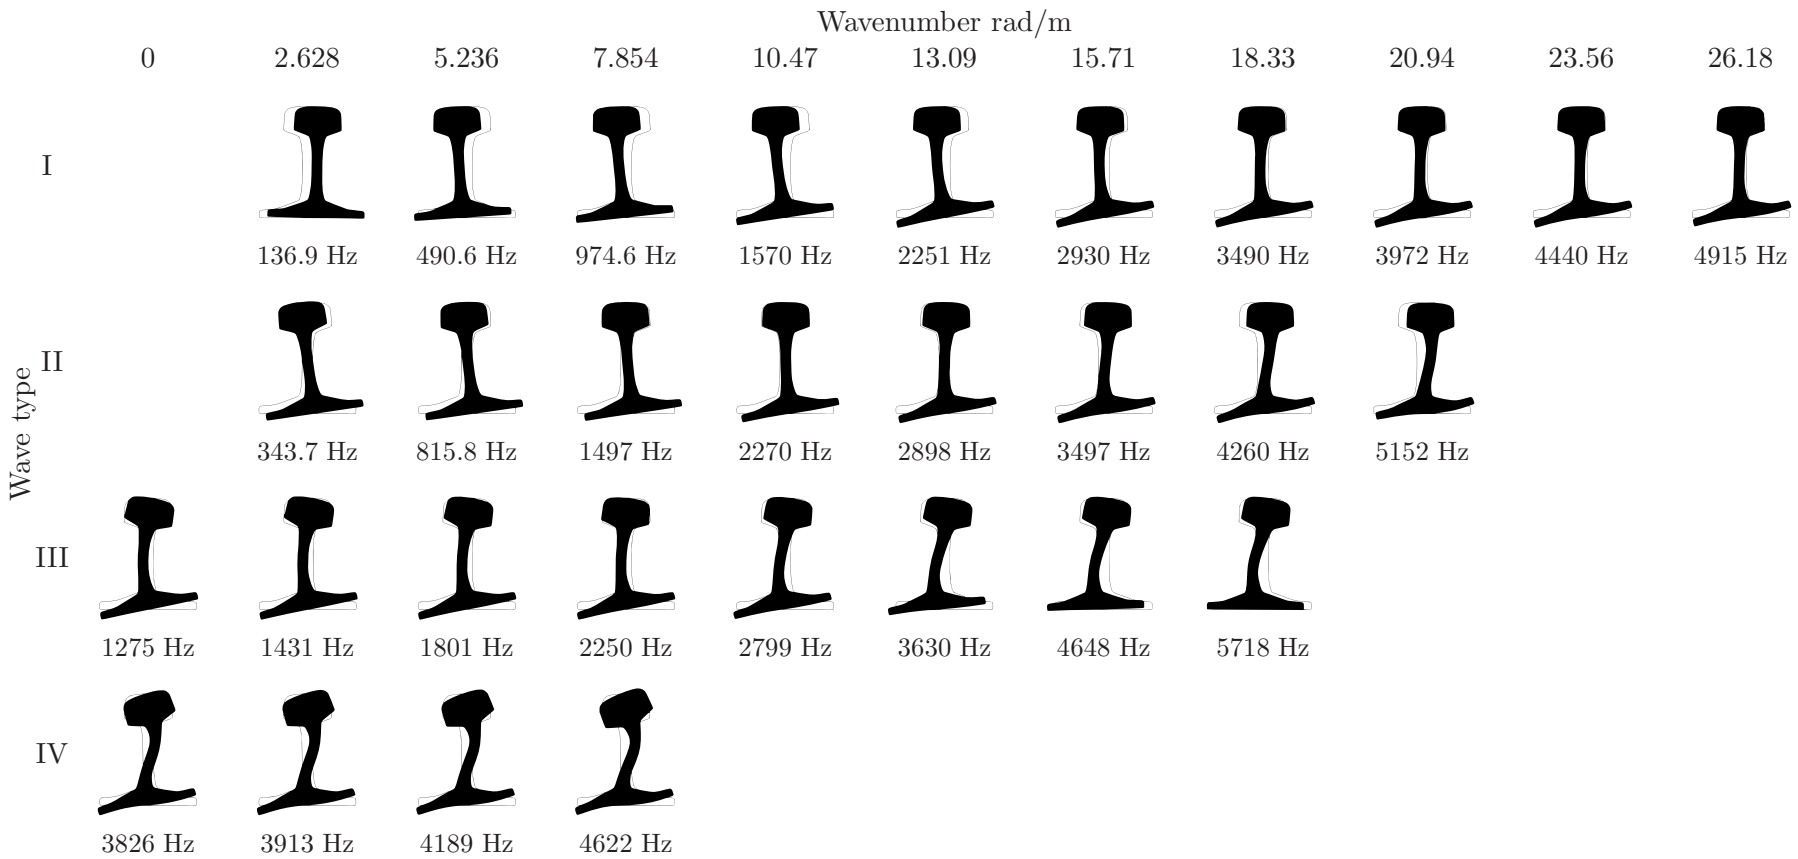 Wavenumber rad/m
0 2.628 5.236 7.854 10.47 13.09 15.71 18.33 20.94 23.56 26.18
I
136.9 Hz 490.6 Hz 974.6 Hz 1570 Hz 2251 Hz 2930 Hz 3490 Hz 3972 Hz 4440 Hz 4915 Hz
II
343.7 Hz 815.8 Hz 1497 Hz 2270 Hz 2898 Hz 3497 Hz 4260 Hz 5152 Hz
Wave type
III
1275 Hz 1431 Hz 1801 Hz 2250 Hz 2799 Hz 3630 Hz 4648 Hz 5718 Hz
IV
3826 Hz 3913 Hz 4189 Hz 4622 Hz